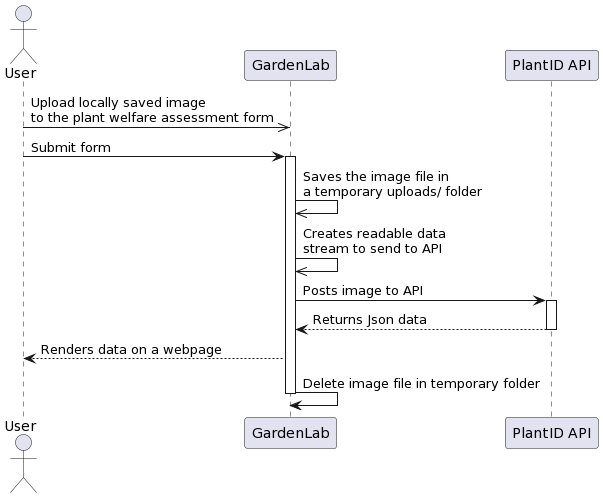 User
GardenLab
PlantID API
Upload locally saved image
to the plant welfare assessment form
Submit form
Saves the image file in
a temporary uploads/ folder
Creates readable data
stream to send to API
Posts image to API
Returns Json data
Renders data on a webpage
Delete image file in temporary folder
User
GardenLab
PlantID API